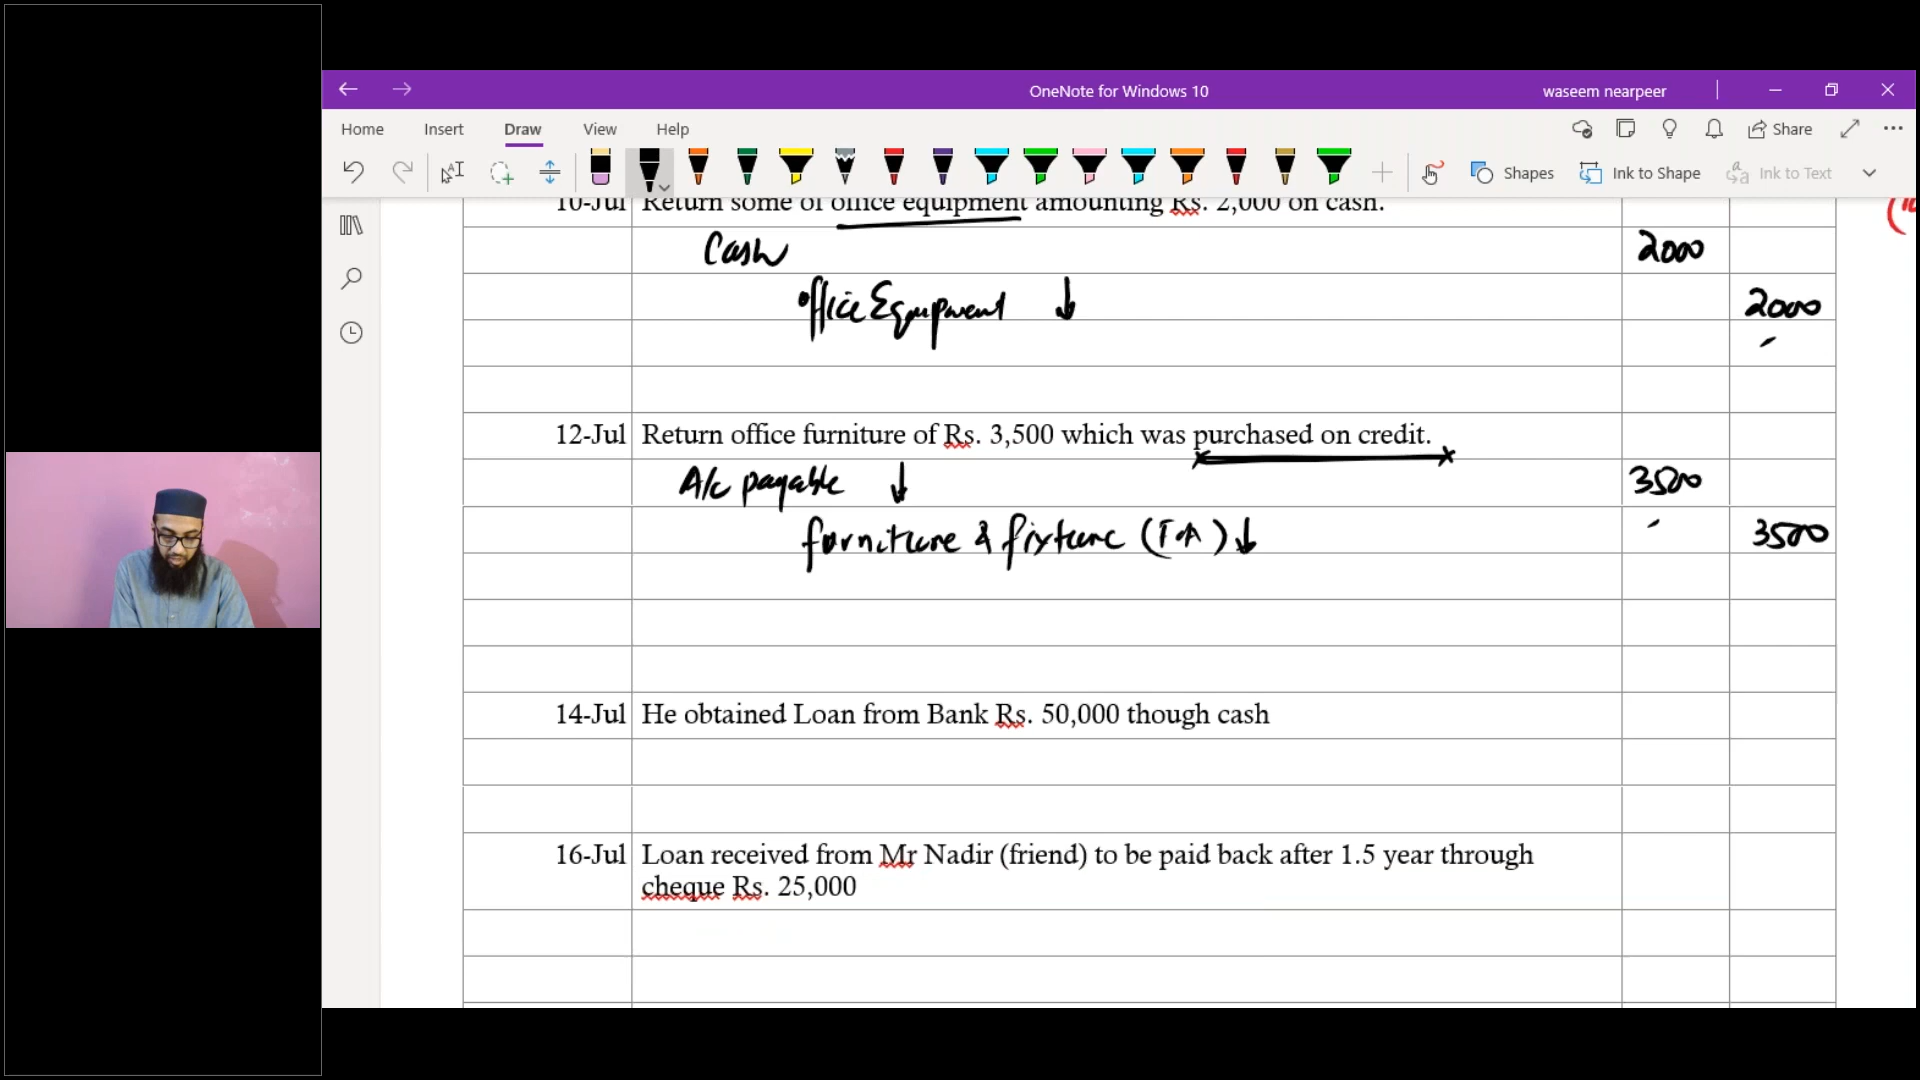 OneNote for Windows 10
waseem nearpeer
Home Insert Draw View Help
Share
Shapes
Ink to Shape
Ink to Text
10-Jul Return some of office equipment amounting Rs. 2,000 on cash.
Cash 2000
office Equipment 2000
12-Jul Return office furniture of Rs. 3,500 which was purchased on credit.
A/c payable 3500
furniture & fixture (TA) 3500
14-Jul He obtained Loan from Bank Rs. 50,000 though cash
16-Jul Loan received from Mr Nadir (friend) to be paid back after 1.5 year through
cheque Rs. 25,000